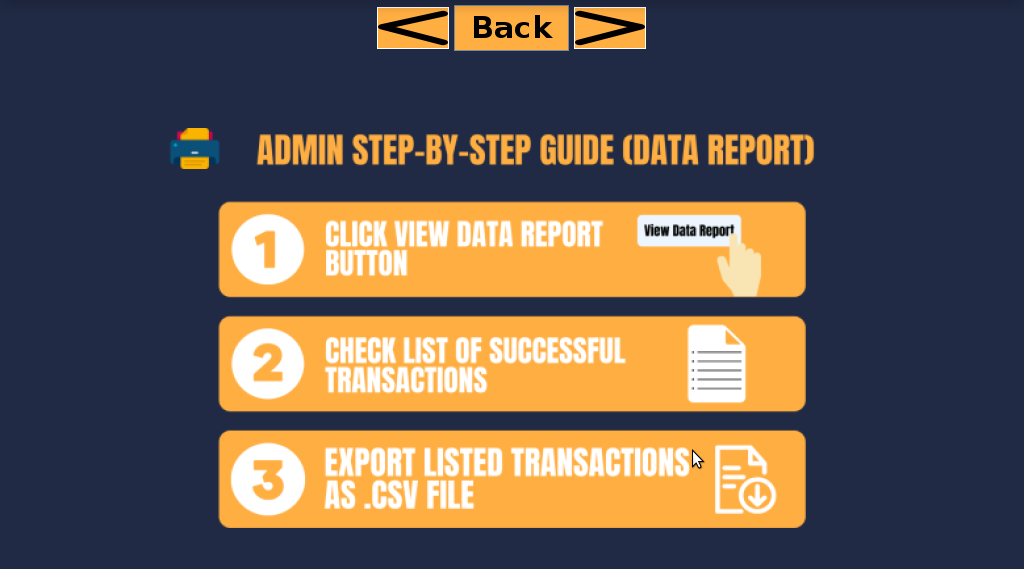 Back
ADMIN STEP-BY-STEP GUIDE (DATA REPORT)
1
CLICK VIEW DATA REPORT
BUTTON
View Data Report
2
CHECK LIST OF SUCCESSFUL
TRANSACTIONS
3
EXPORT LISTED TRANSACTIONS
AS .CSV FILE